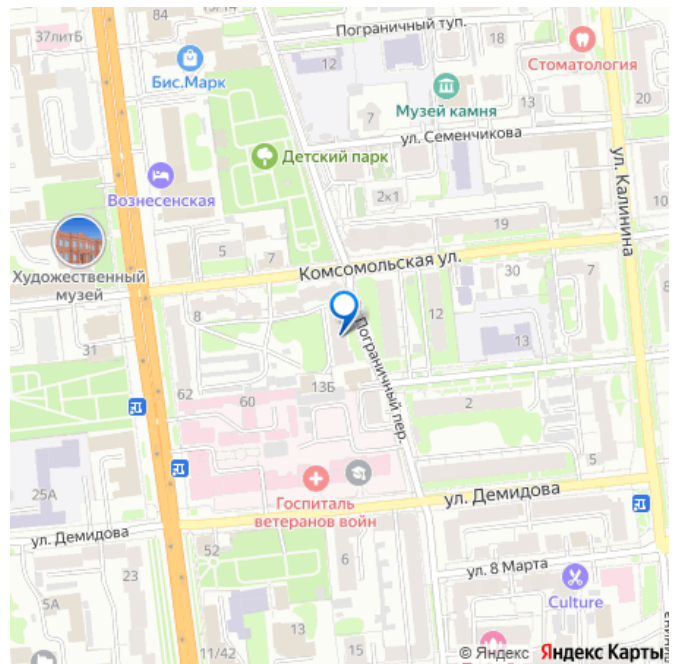 84
37литБ
Пограничный туп.
18
Стоматология
Бис.Марк
12
Музей камня
7
13
20
ул. Семенчикова
Детский парк
ул. Калинина
Вознесенская
2к1
10
19
5
7
Комсомольская ул.
Художественный
музей
30
7
8
12
31
Пограничный пер.
13
13Б
62
60
2
5
25А
Госпиталь
ветеранов войн
ул. Демидова
ул. Демидова
52
6
ул. 8 Марта
23
Culture
5А
13
15
11/42
© Яндекс Яндекс Карты